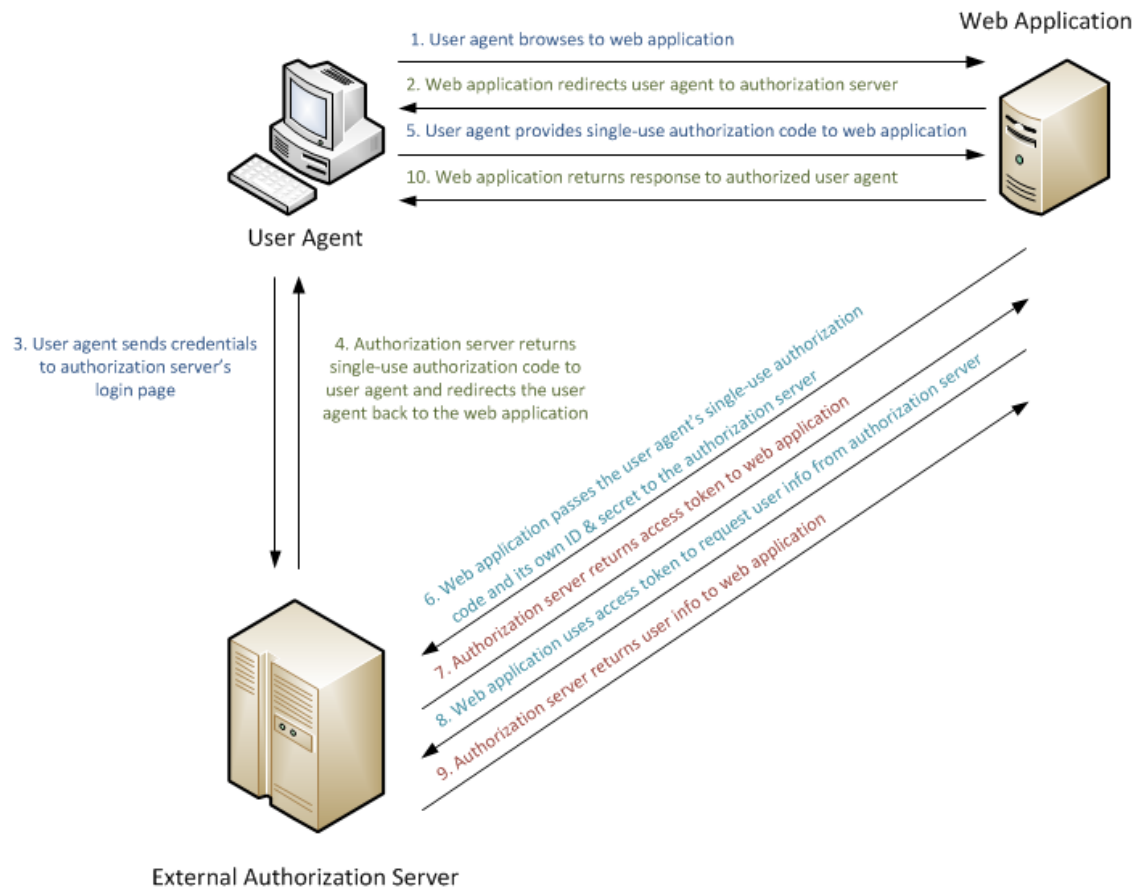 Web Application
1. User agent browses to web application
2. Web application redirects user agent to authorization server
5. User agent provides single-use authorization code to web application
10. Web application returns response to authorized user agent
User Agent
3. User agent sends credentials
to authorization server's
login page
4. Authorization server returns
single-use authorization code to
user agent and redirects the user
agent back to the web application
6. Web application passes the user agent's single-use authorization
code and its own ID & secret to the authorization server
7. Authorization server returns access token to web application
8. Web application uses access token to request user info from authorization server
9. Authorization server returns user info to web application
External Authorization Server